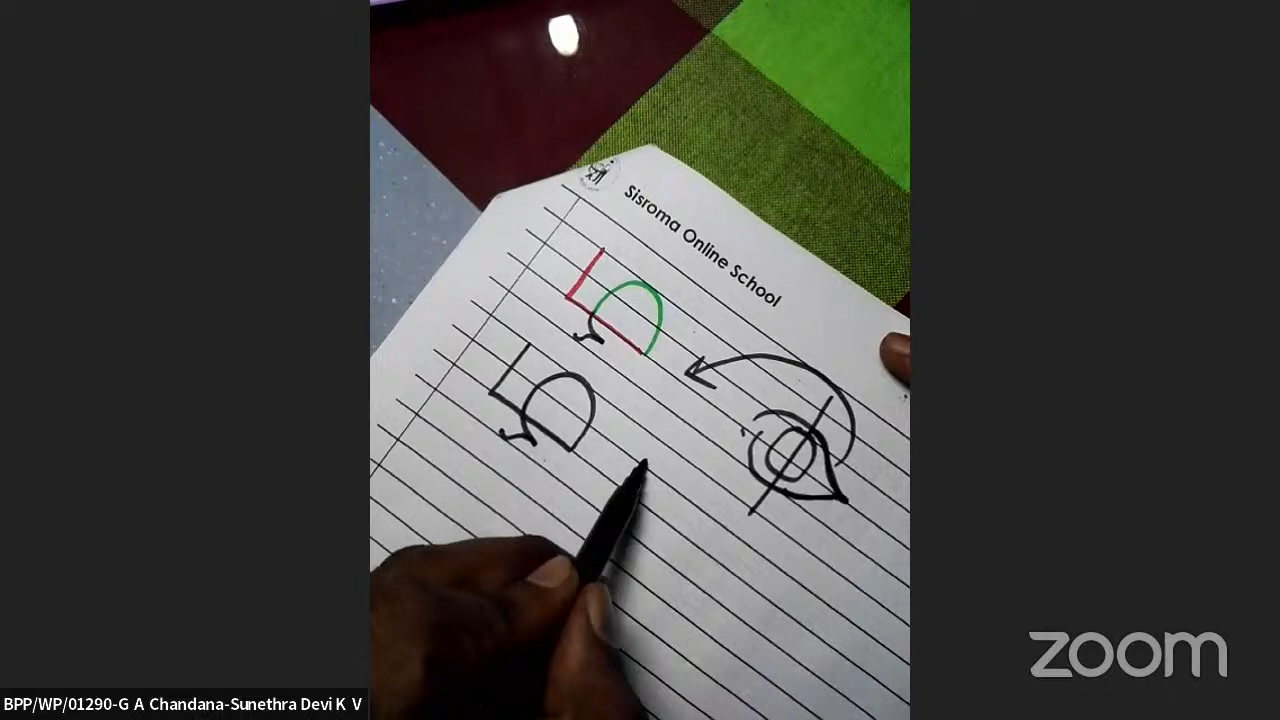 Sisroma Online School
டூ
டூ
BPP/WP/01290-G A Chandana-Sunethra Devi K V
zoom